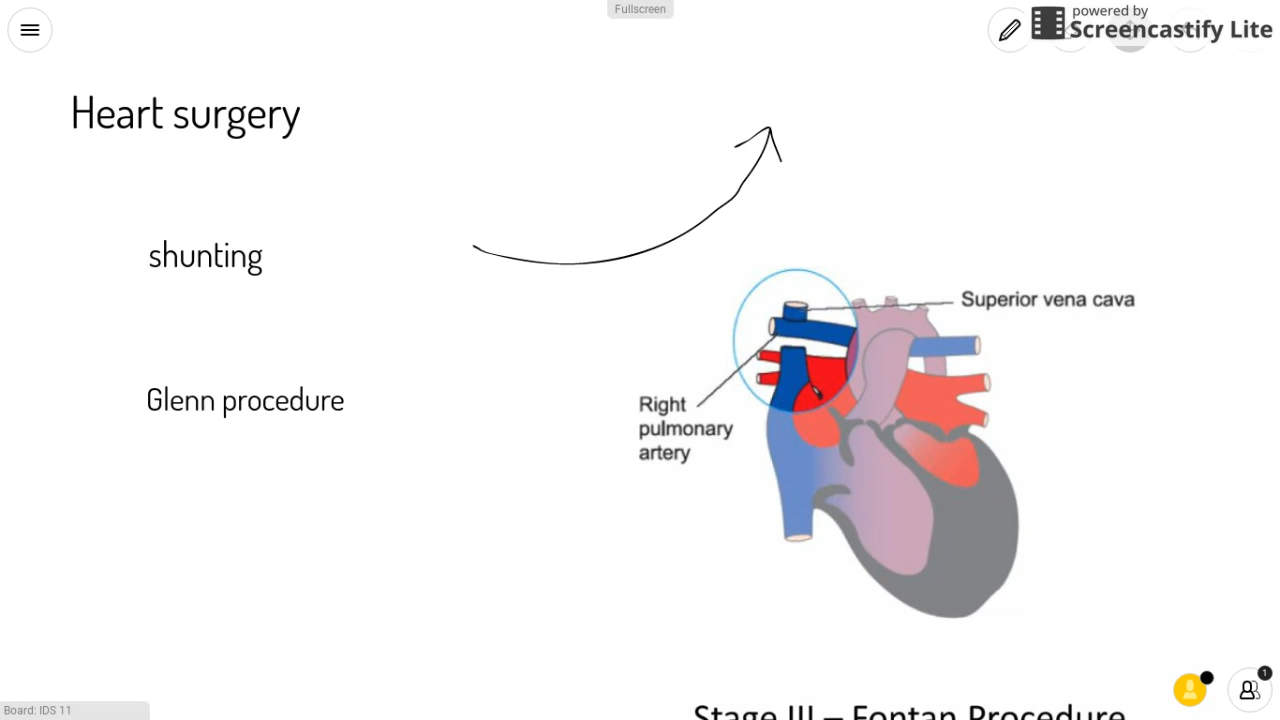 Fullscreen
powered by
Screencastify Lite
Heart surgery
shunting
Superior vena cava
Glenn procedure
Right
pulmonary
artery
1
Board: IDS 11
Stage III – Fontan Procedure